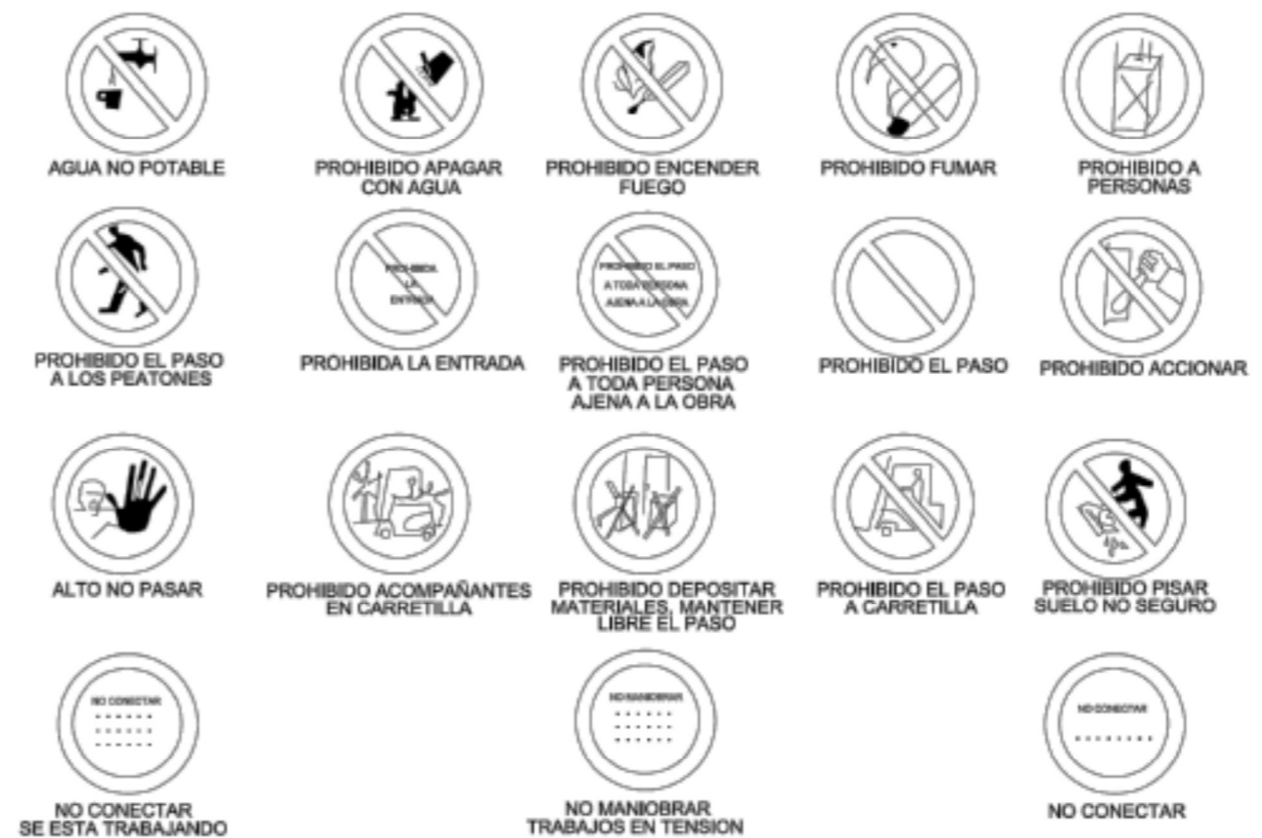 AGUA NO POTABLE
PROHIBIDO APAGAR
CON AGUA
PROHIBIDO ENCENDER
FUEGO
PROHIBIDO FUMAR
PROHIBIDO A
PERSONAS
PROHIBIDA
LA
ENTRADA
PROHIBIDO EL PASO
A TODA PERSONA
AJENA A LA OBRA
PROHIBIDO EL PASO
A LOS PEATONES
PROHIBIDA LA ENTRADA
PROHIBIDO EL PASO
A TODA PERSONA
AJENA A LA OBRA
PROHIBIDO EL PASO
PROHIBIDO ACCIONAR
ALTO NO PASAR
PROHIBIDO ACOMPAÑANTES
EN CARRETILLA
PROHIBIDO DEPOSITAR
MATERIALES, MANTENER
LIBRE EL PASO
PROHIBIDO EL PASO
A CARRETILLA
PROHIBIDO PISAR
SUELO NO SEGURO
NO CONECTAR
NO MANIOBRAR
NO CONECTAR
NO CONECTAR
SE ESTA TRABAJANDO
NO MANIOBRAR
TRABAJOS EN TENSION
NO CONECTAR